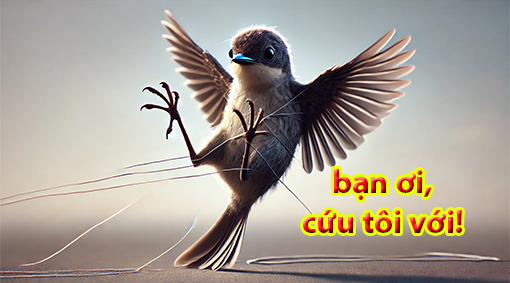 bạn ơi,
cứu tôi với!